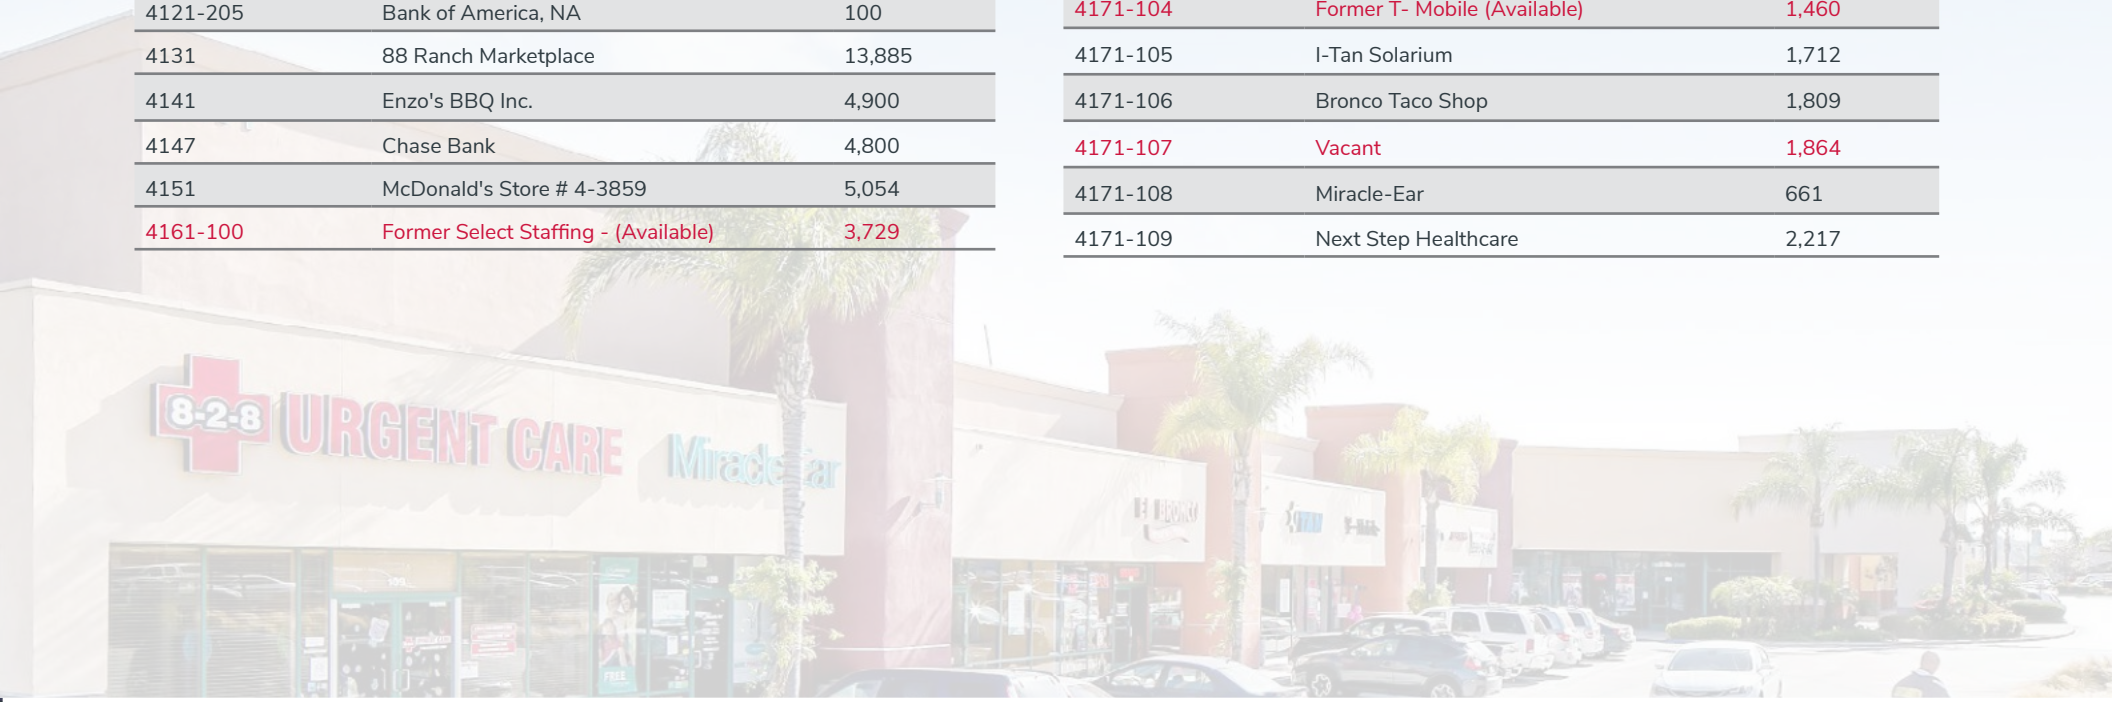 4121-205 Bank of America, NA 100
4131 88 Ranch Marketplace 13,885
4141 Enzo's BBQ Inc. 4,900
4147 Chase Bank 4,800
4151 McDonald's Store # 4-3859 5,054
4161-100 Former Select Staffing - (Available) 3,729
4171-104 Former T- Mobile (Available) 1,460
4171-105 I-Tan Solarium 1,712
4171-106 Bronco Taco Shop 1,809
4171-107 Vacant 1,864
4171-108 Miracle-Ear 661
4171-109 Next Step Healthcare 2,217
8-2-8 URGENT CARE
Miracle Ear
EL BRONCO
109
FREE